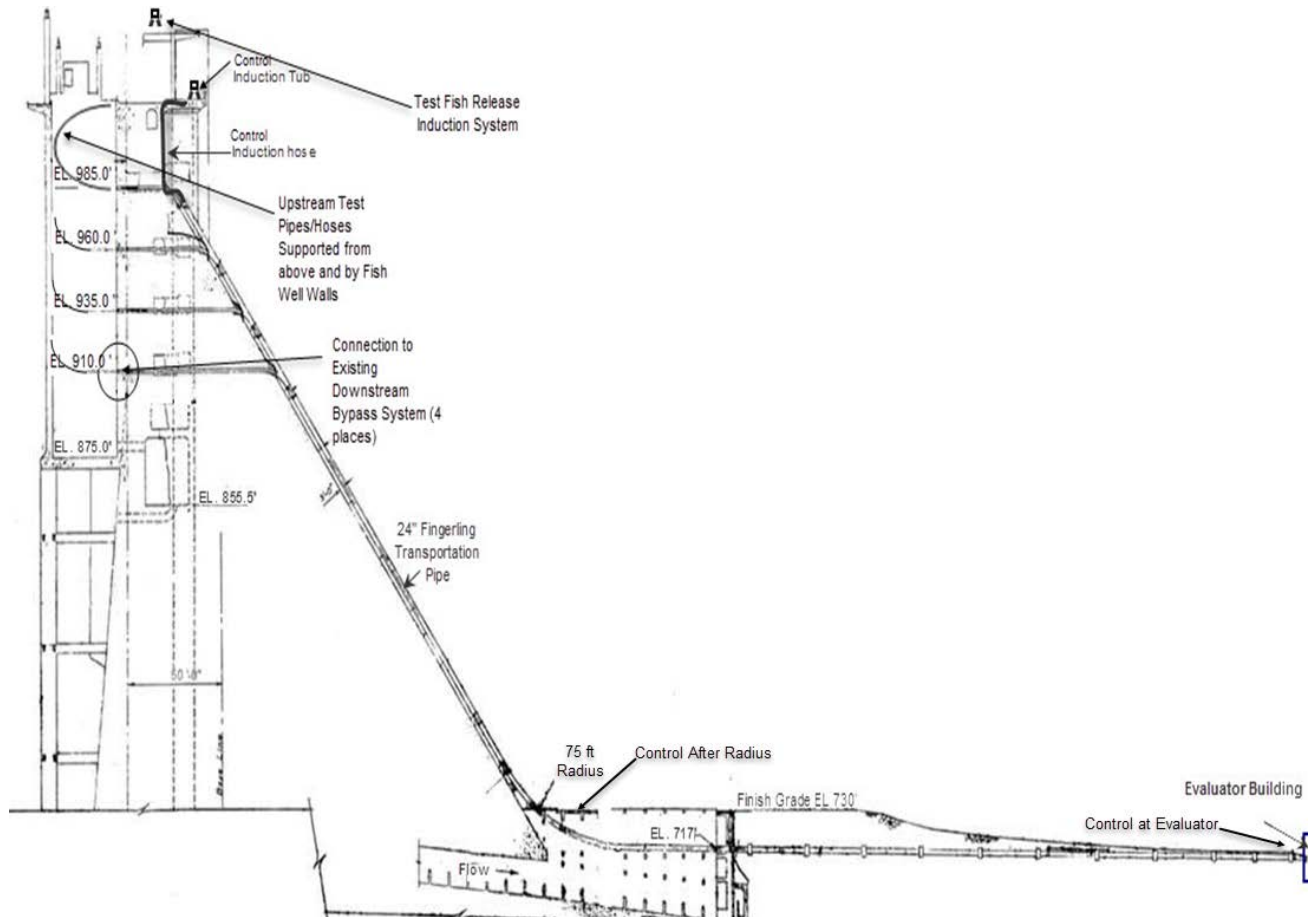 Control
Induction Tub
Test Fish Release
Induction System
Control
Induction hose
EL. 985.0'
Upstream Test
Pipes/Hoses
Supported from
above and by Fish
Well Walls
EL. 960.0
EL. 935.0
Connection to
Existing
Downstream
Bypass System (4
places)
EL. 910.0
EL. 875.0'
EL. 855.5'
24" Fingerling
Transportation
Pipe
Base Line
75 ft
Radius
Control After Radius
Finish Grade EL 730'
Evaluator Building
Control at Evaluator
EL. 717'
Flow